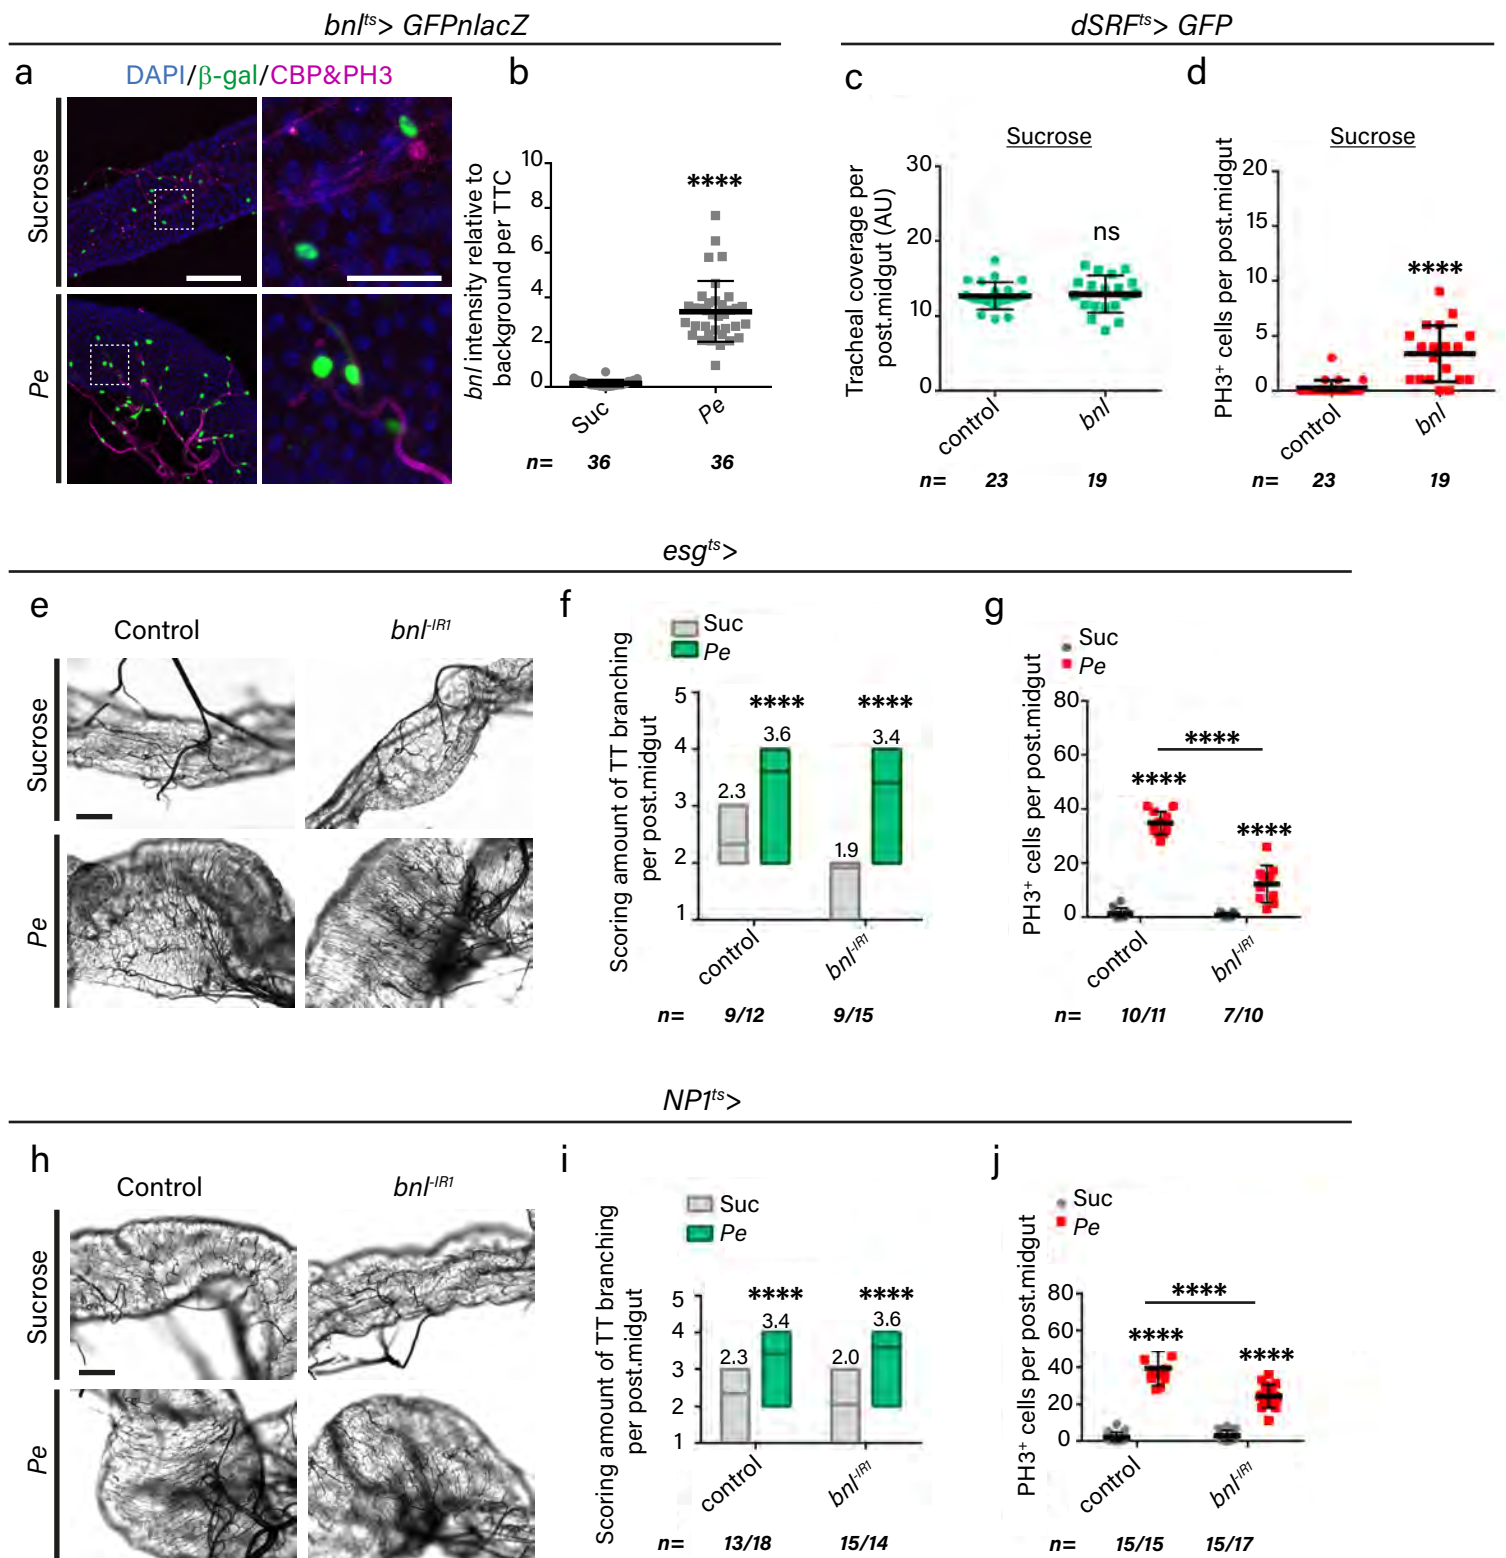 bnl^ts> GFPnlacZ
dSRF^ts> GFP
a
DAPI/β-gal/CBP&PH3
Sucrose
Pe
b
bnl intensity relative to
background per TTC
10
8
6
4
2
0
****
Suc
Pe
n= 36 36
c
Sucrose
Tracheal coverage per
post.midgut (AU)
30
20
10
0
ns
control
bnl
n= 23 19
d
Sucrose
PH3⁺ cells per post.midgut
20
15
10
5
0
****
control
bnl
n= 23 19
esg^ts>
e
Control
bnl^-IR1
Sucrose
Pe
f
Suc
Pe
Scoring amount of TT branching
per post.midgut
5
4
3
2
1
****
****
2.3
3.6
1.9
3.4
control
bnl^-IR1
n= 9/12 9/15
g
Suc
Pe
PH3⁺ cells per post.midgut
80
60
40
20
0
****
****
****
control
bnl^-IR1
n= 10/11 7/10
NP1^ts>
h
Control
bnl^-IR1
Sucrose
Pe
i
Suc
Pe
Scoring amount of TT branching
per post.midgut
5
4
3
2
1
****
****
2.3
3.4
2.0
3.6
control
bnl^-IR1
n= 13/18 15/14
j
Suc
Pe
PH3⁺ cells per post.midgut
80
60
40
20
0
****
****
****
control
bnl^-IR1
n= 15/15 15/17